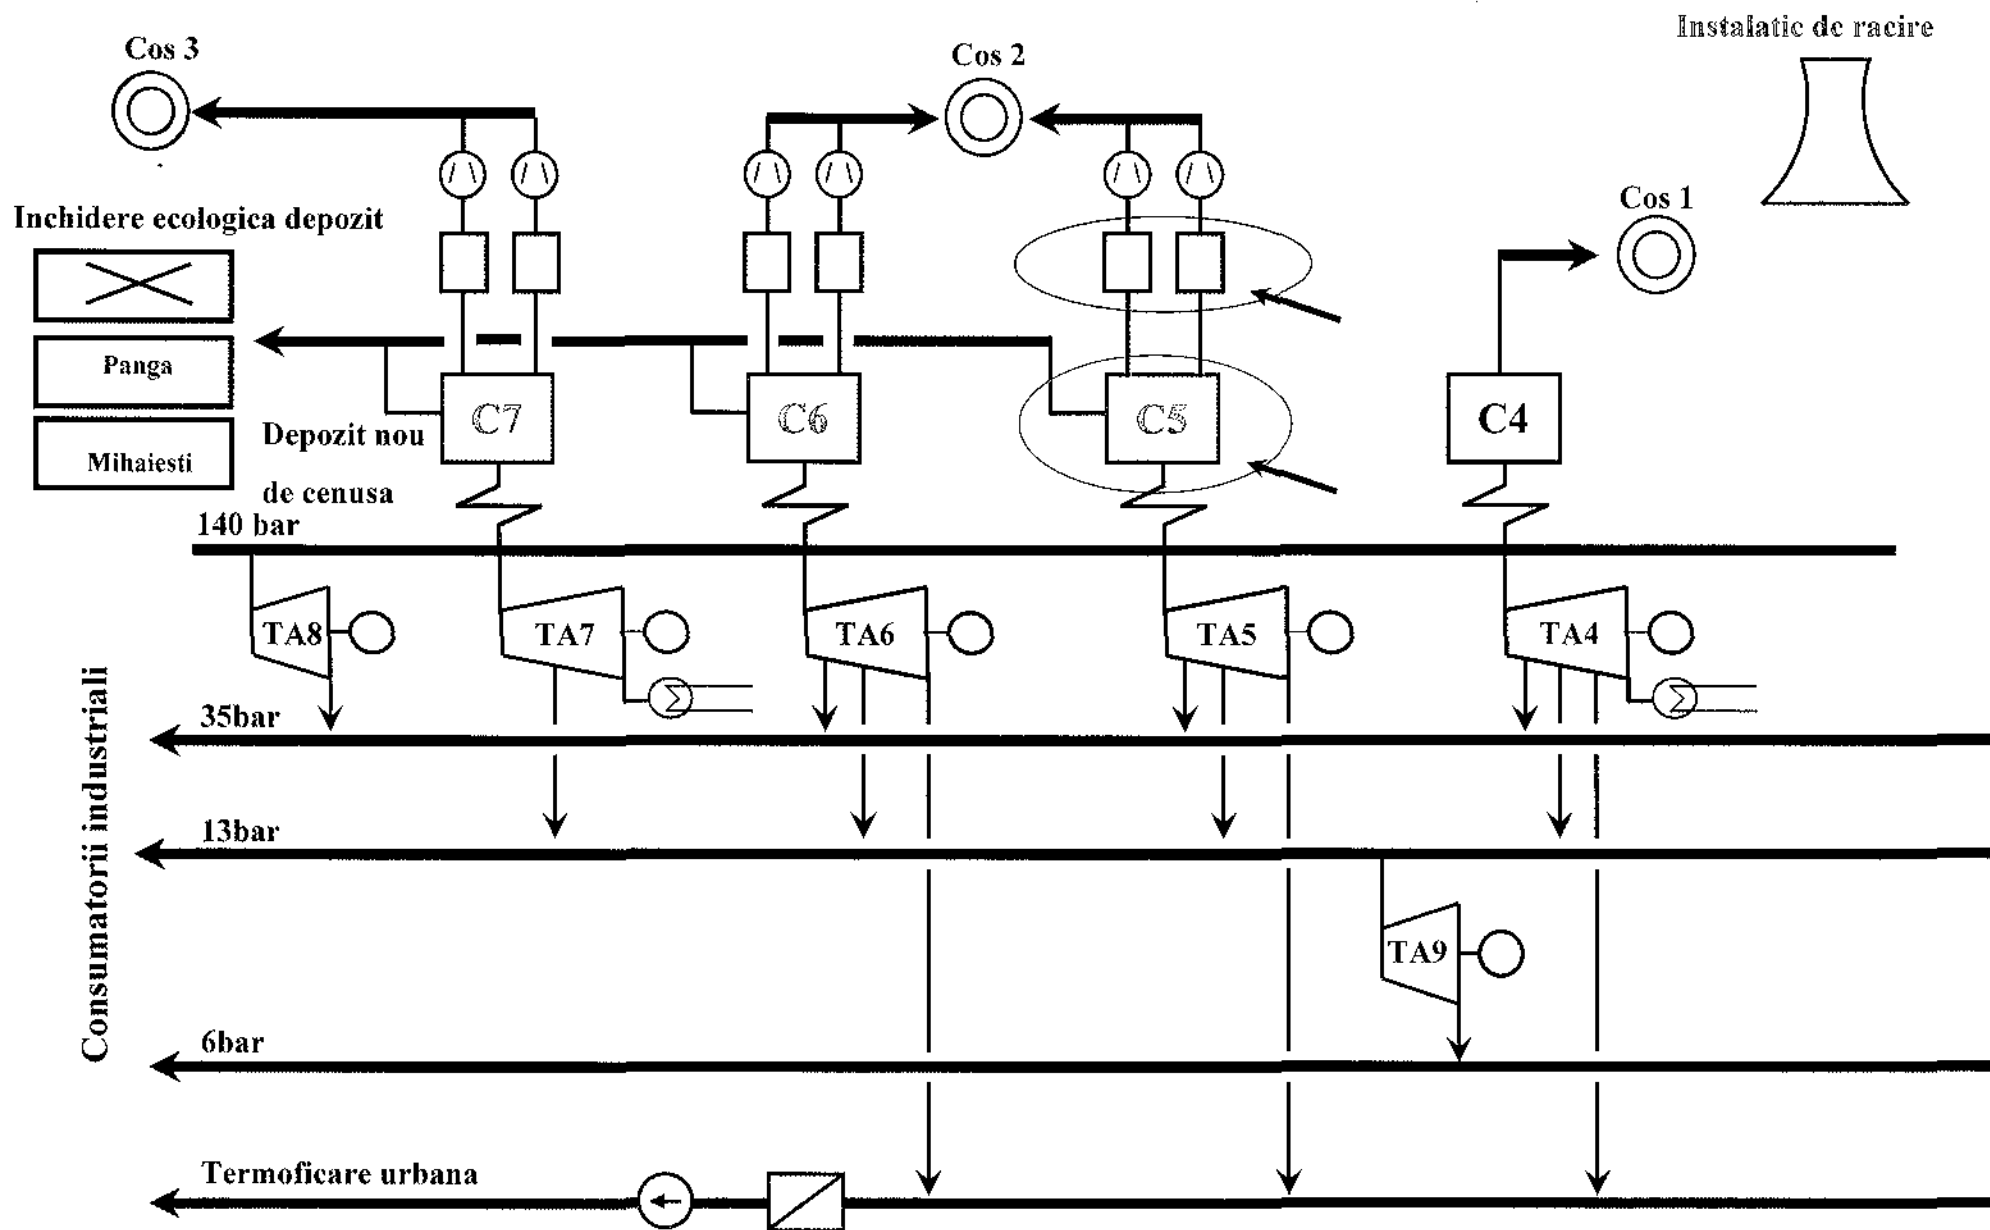 Instalatie de racire
Cos 3
Cos 2
Cos 1
Inchidere ecologica depozit
Panga
Mihaiesti
Depozit nou
de cenusa
C7
C6
C5
C4
140 bar
TA8
TA7
TA6
TA5
TA4
Consumatorii industriali
35bar
13bar
TA9
6bar
Termoficare urbana